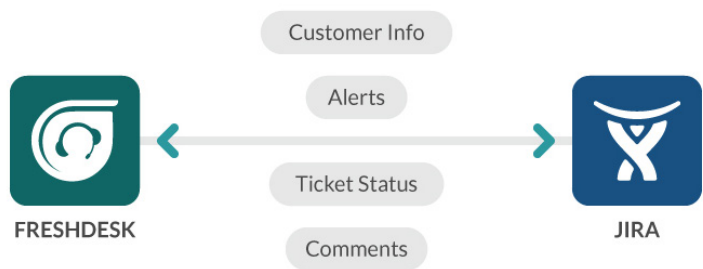 Customer Info
Alerts
Ticket Status
Comments
FRESHDESK
JIRA